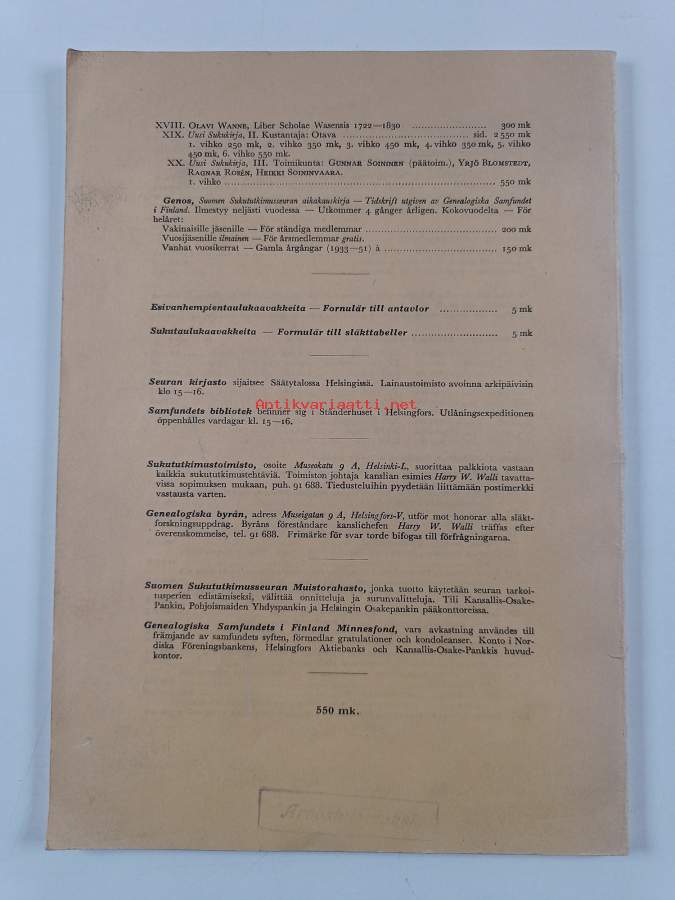 XVIII. OLAVI WANNE, Liber Scholae Wasensis 1722—1830 ........................ 300 mk
XIX. Uusi Sukukirja, II. Kustantaja: Otava ........................................ sid. 2 550 mk
1. vihko 250 mk, 2. vihko 350 mk, 3. vihko 450 mk, 4. vihko 350 mk, 5. vihko
450 mk, 6. vihko 550 mk.
XX. Uusi Sukukirja, III. Toimikunta: GUNNAR SOININEN (päätoim.), YRJÖ BLOMSTEDT,
RAGNAR ROSÉN, HEIKKI SOININVAARA.
1. vihko ........................................................................ 550 mk
Genos, Suomen Sukututkimusseuran aikakauskirja — Tidskrift utgiven av Genealogiska Samfundet
i Finland. Ilmestyy neljästi vuodessa — Utkommer 4 gånger årligen. Kokovuodelta — För
helåret:
Vakinaisille jäsenille — För ständiga medlemmar ........................................ 200 mk
Vuosijäsenille ilmainen — För årsmedlemmar gratis.
Vanhat vuosikerrat — Gamla årgångar (1933—51) à .................................. 150 mk
Esivanhempientaulukaavakkeita — Fornulär till antavlor .................. 5 mk
Sukutaulukaavakkeita — Formulär till släkttabeller ........................... 5 mk
Seuran kirjasto sijaitsee Säätytalossa Helsingissä. Lainaustoimisto avoinna arkipäivisin
klo 15—16.
Antikvariaatti.net
Samfundets bibliotek befinner sig i Ständerhuset i Helsingfors. Utlåningsexpeditionen
öppenhålles vardagar kl. 15—16.
Sukututkimustoimisto, osoite Museokatu 9 A, Helsinki-I., suorittaa palkkiota vastaan
kaikkia sukututkimustehtäviä. Toimiston johtaja kanslian esimies Harry W. Walli tavatta-
vissa sopimuksen mukaan, puh. 91 688. Tiedusteluihin pyydetään liittämään postimerkki
vastausta varten.
Genealogiska byrån, adress Museigatan 9 A, Helsingfors-V, utför mot honorar alla släkt-
forskningsuppdrag. Byråns föreståndare kanslichefen Harry W. Walli träffas efter
överenskommelse, tel. 91 688. Frimärke för svar torde bifogas till förfrågningarna.
Suomen Sukututkimusseuran Muistorahasto, jonka tuotto käytetään seuran tarkoi-
tusperien edistämiseksi, välittää onnitteluja ja surunvalitteluja. Tili Kansallis-Osake-
Pankin, Pohjoismaiden Yhdyspankin ja Helsingin Osakepankin pääkonttoreissa.
Genealogiska Samfundets i Finland Minnesfond, vars avkastning användes till
främjande av samfundets syften, förmedlar gratulationer och kondoleanser. Konto i Nor-
diska Föreningsbankens, Helsingfors Aktiebanks och Kansallis-Osake-Pankkis huvud-
kontor.
550 mk.